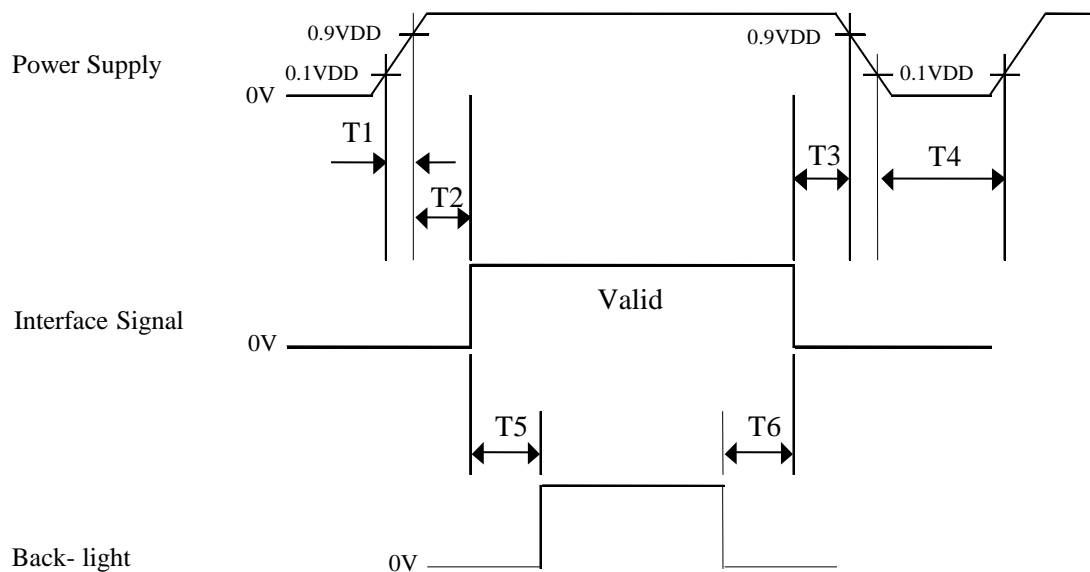 0.9VDD
0.9VDD
Power Supply
0.1VDD
0.1VDD
0V
T1
T3
T4
T2
Valid
Interface Signal
0V
T5
T6
Back- light
0V